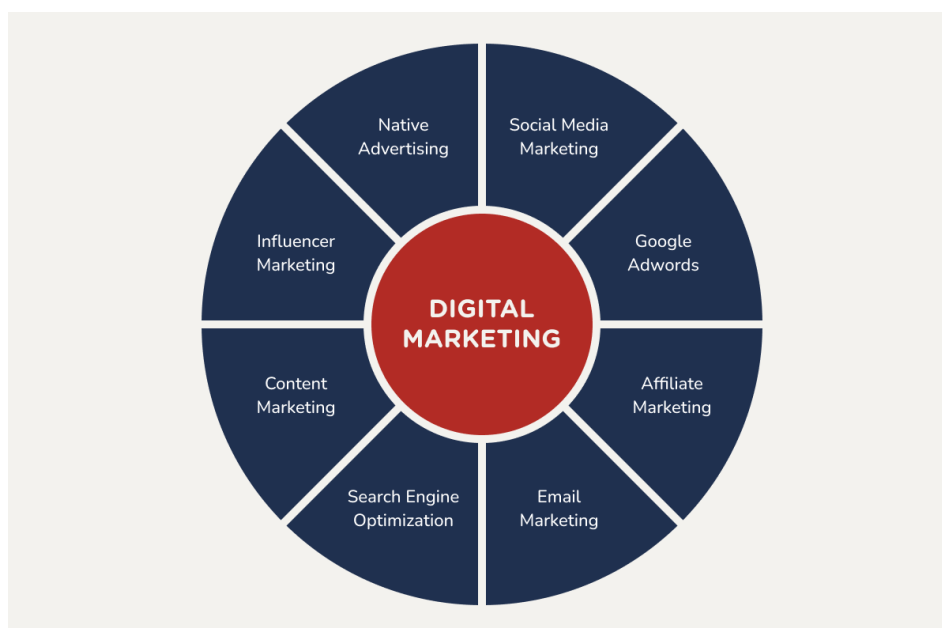 Native
Advertising
Social Media
Marketing
Influencer
Marketing
Google
Adwords
DIGITAL
MARKETING
Content
Marketing
Affiliate
Marketing
Search Engine
Optimization
Email
Marketing